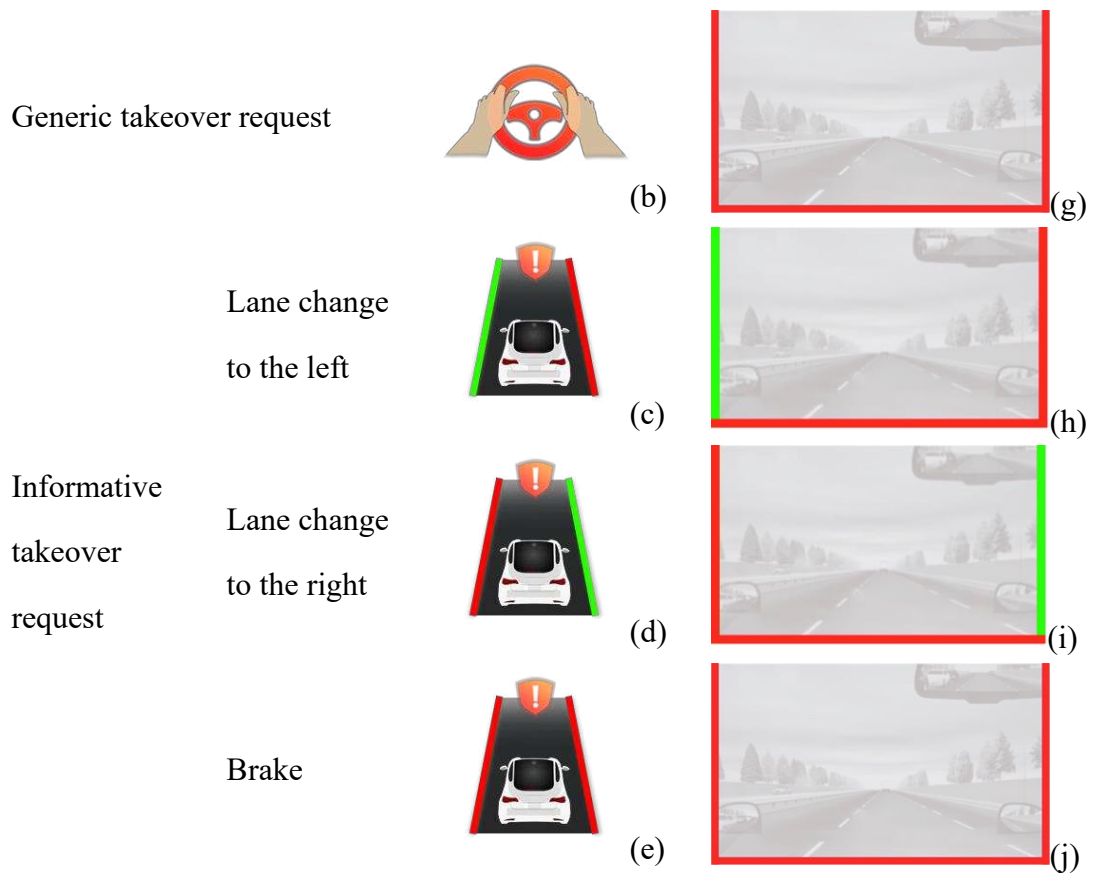 Generic takeover request
(b)
(g)
Lane change
to the left
(c)
(h)
Informative
takeover
request
Lane change
to the right
(d)
(i)
Brake
(e)
(j)